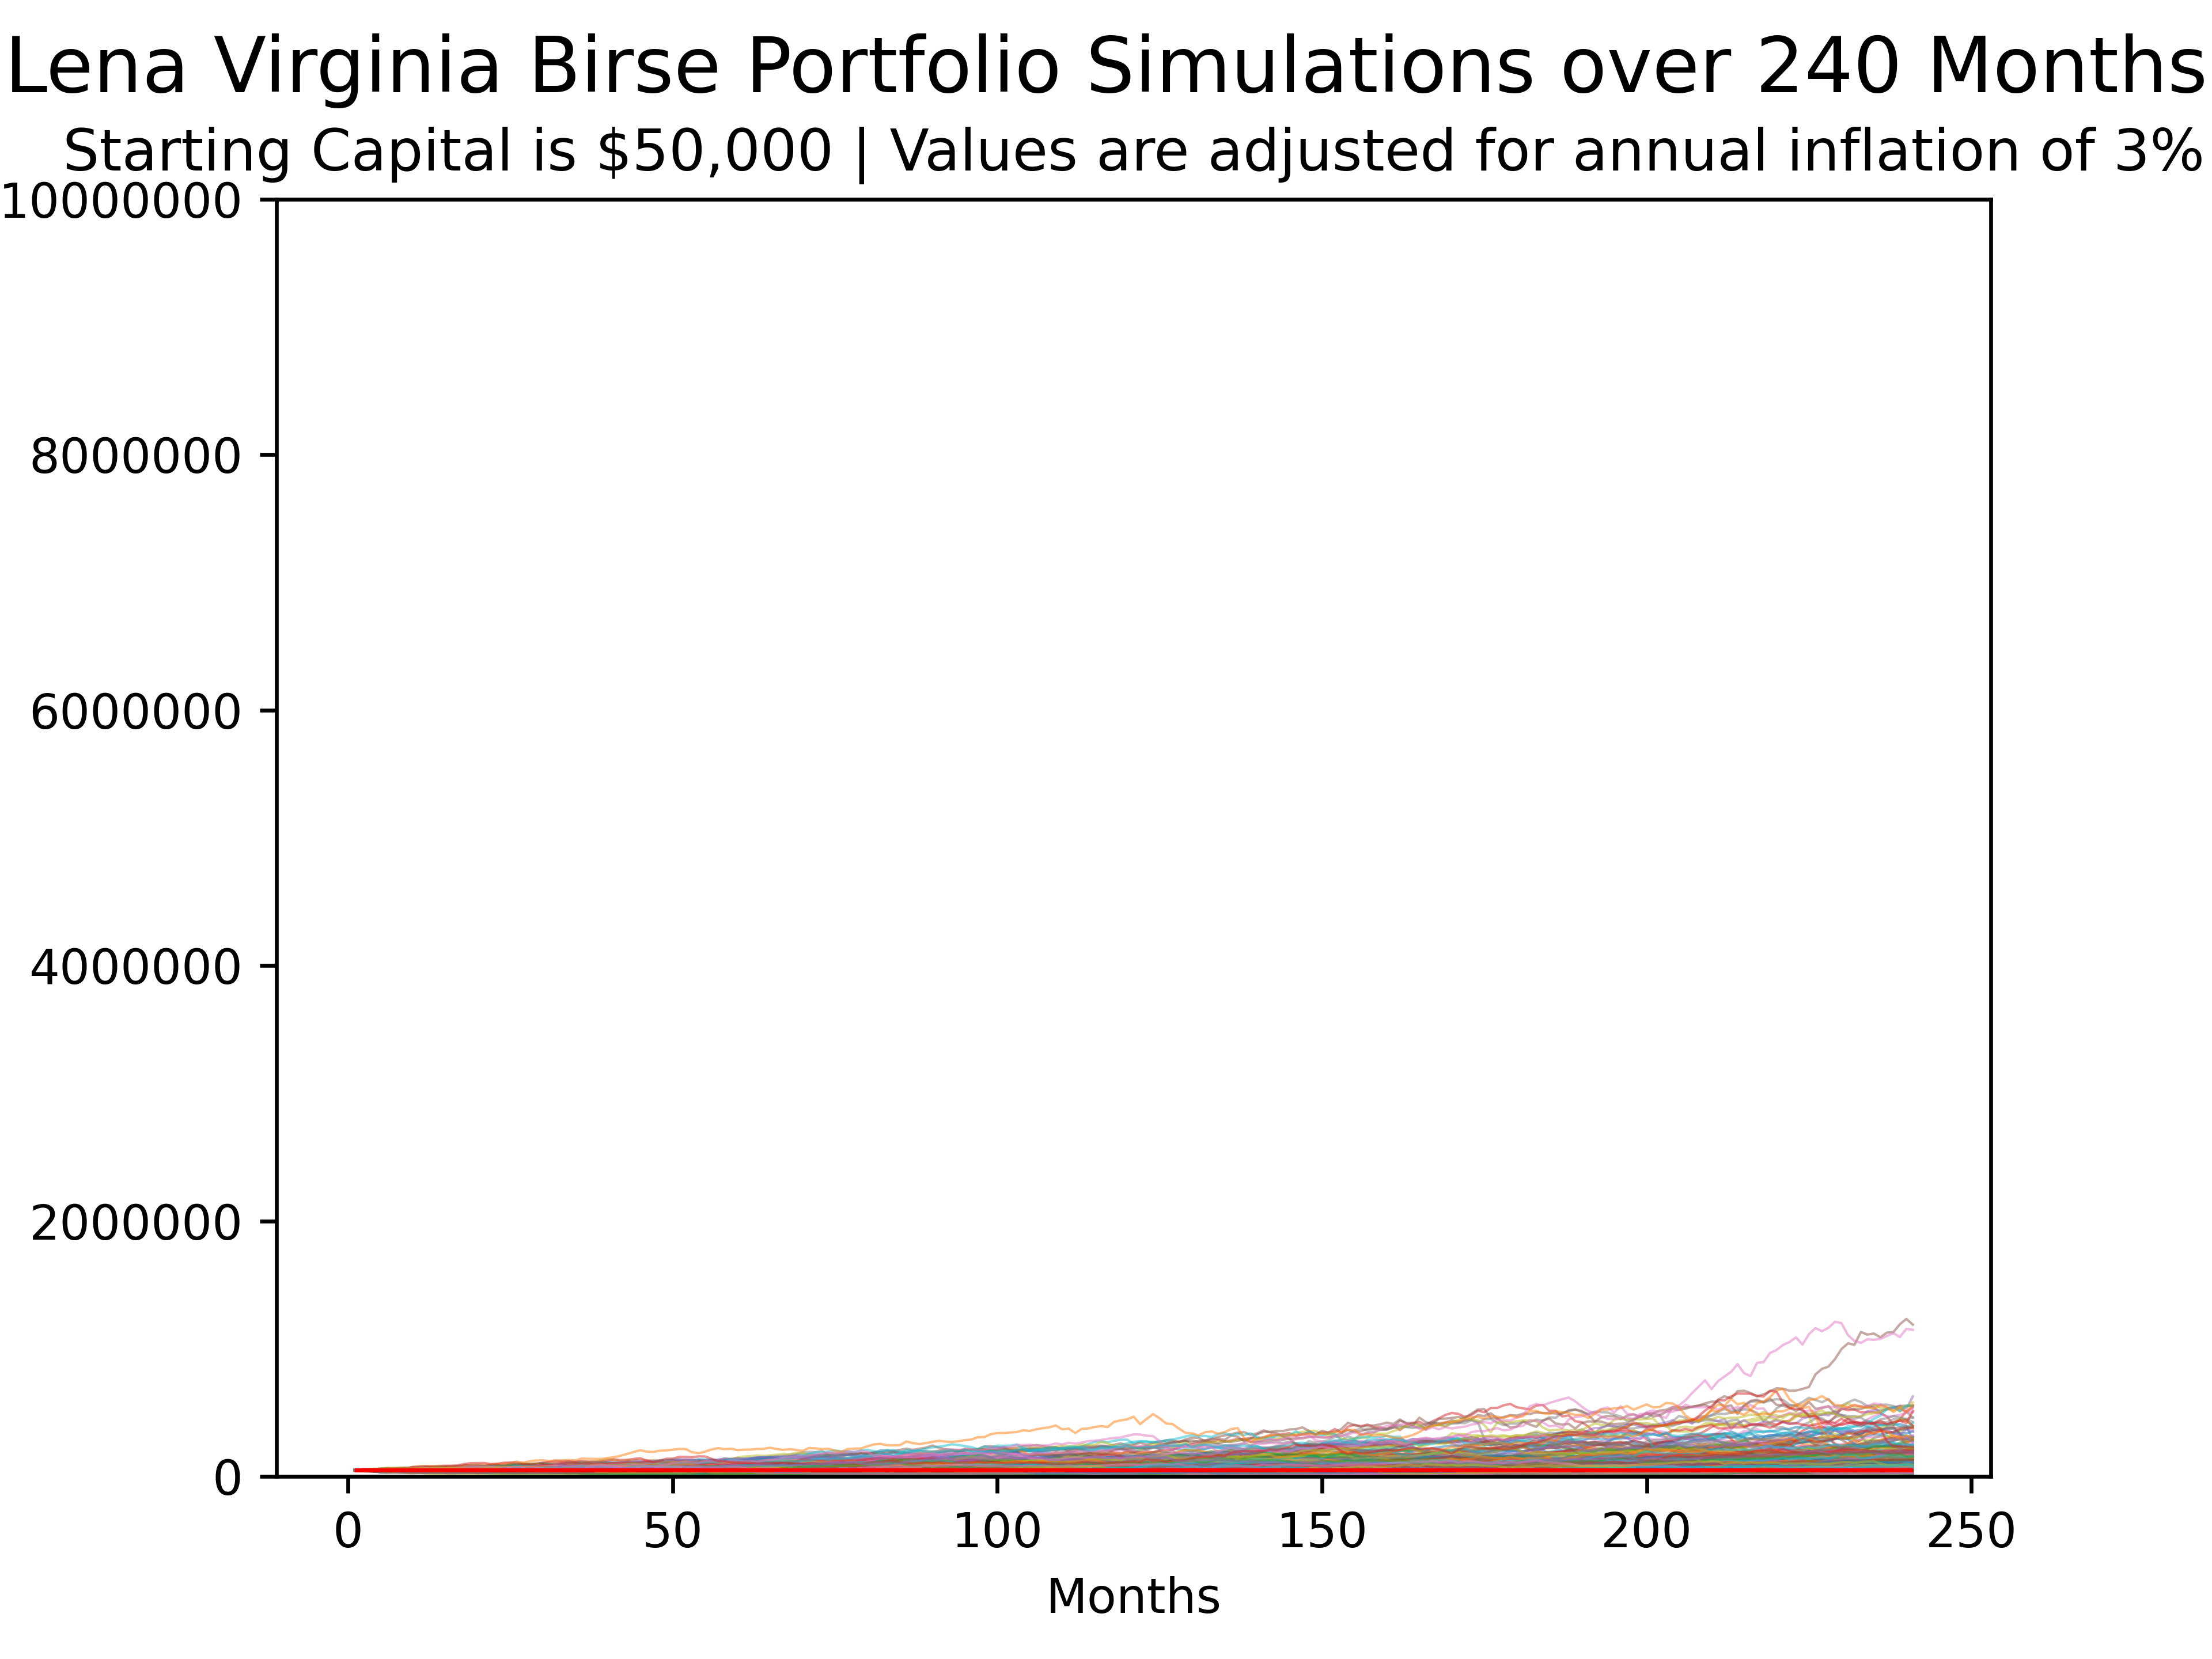 Lena Virginia Birse Portfolio Simulations over 240 Months
Starting Capital is $50,000 | Values are adjusted for annual inflation of 3%
10000000
8000000
6000000
4000000
2000000
0
0 50 100 150 200 250
Months